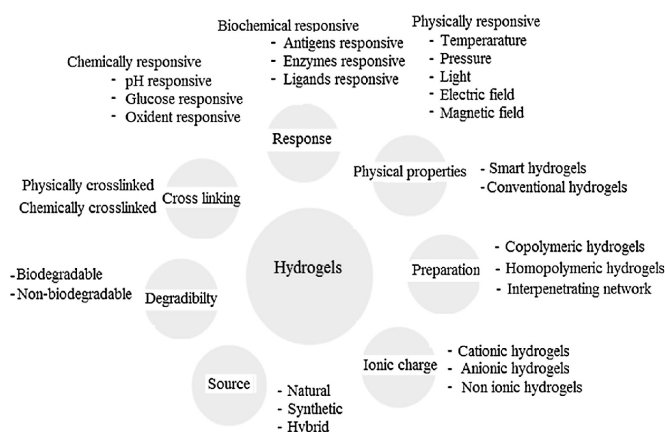 Biochemical responsive
- Antigens responsive
- Enzymes responsive
- Ligands responsive
Physically responsive
- Temperarature
- Pressure
- Light
- Electric field
- Magnetic field
Chemically responsive
- pH responsive
- Glucose responsive
- Oxident responsive
Response
Physical properties
- Smart hydrogels
-Conventional hydrogels
Physically crosslinked
Chemically crosslinked
Cross linking
Hydrogels
Preparation
- Copolymeric hydrogels
- Homopolymeric hydrogels
- Interpenetrating network
-Biodegradable
-Non-biodegradable
Degradibilty
Ionic charge
- Cationic hydrogels
- Anionic hydrogels
- Non ionic hydrogels
Source
- Natural
- Synthetic
- Hybrid